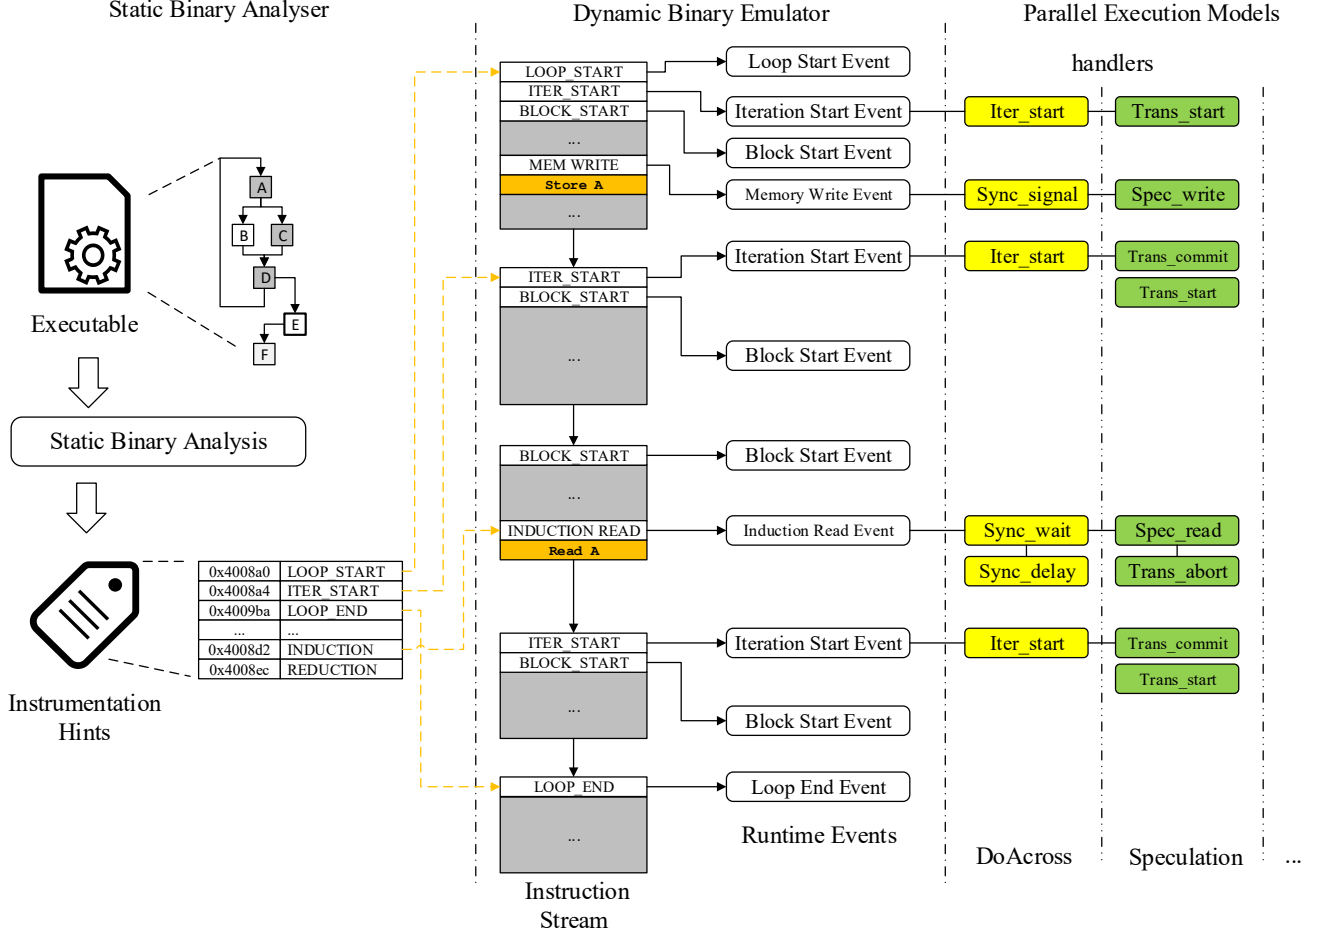 Static Binary Analyser
Dynamic Binary Emulator
Parallel Execution Models
handlers
A
B
C
D
E
F
Executable
Static Binary Analysis
0x4008a0 LOOP_START
0x4008a4 ITER_START
0x4009ba LOOP_END
... ...
0x4008d2 INDUCTION
0x4008ec REDUCTION
Instrumentation
Hints
LOOP_START
ITER_START
BLOCK_START
...
MEM WRITE
Store A
...
ITER_START
BLOCK_START
...
BLOCK_START
...
INDUCTION READ
Read A
ITER_START
BLOCK_START
...
LOOP_END
...
Instruction
Stream
Loop Start Event
Iteration Start Event
Block Start Event
Memory Write Event
Iteration Start Event
Block Start Event
Block Start Event
Induction Read Event
Iteration Start Event
Block Start Event
Loop End Event
Runtime Events
Iter_start
Sync_signal
Iter_start
Sync_wait
Sync_delay
Iter_start
DoAcross
Trans_start
Spec_write
Trans_commit
Trans_start
Spec_read
Trans_abort
Trans_commit
Trans_start
Speculation
...